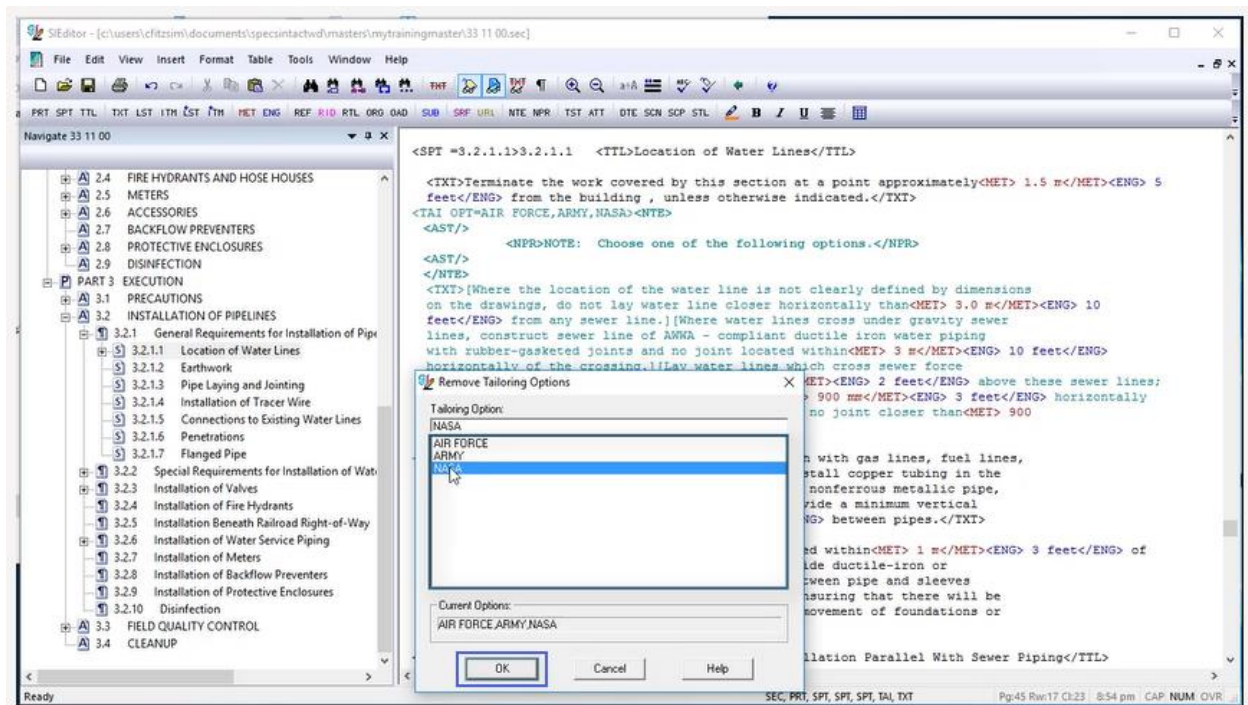 SIEditor - [c:\users\cfitzsim\documents\specsintactwd\masters\mytrainingmaster\33 11 00.sec]
File Edit View Insert Format Table Tools Window Help
PRT SPT TTL TXT LST ITM LST ITM MET ENG REF RID RTL ORG OAD SUB SRF URL NTE NPR TST ATT DTE SCN SCP STL B I U
Navigate 33 11 00
2.4 FIRE HYDRANTS AND HOSE HOUSES
2.5 METERS
2.6 ACCESSORIES
2.7 BACKFLOW PREVENTERS
2.8 PROTECTIVE ENCLOSURES
2.9 DISINFECTION
PART 3 EXECUTION
3.1 PRECAUTIONS
3.2 INSTALLATION OF PIPELINES
3.2.1 General Requirements for Installation of Pipe
3.2.1.1 Location of Water Lines
3.2.1.2 Earthwork
3.2.1.3 Pipe Laying and Jointing
3.2.1.4 Installation of Tracer Wire
3.2.1.5 Connections to Existing Water Lines
3.2.1.6 Penetrations
3.2.1.7 Flanged Pipe
3.2.2 Special Requirements for Installation of Wat
3.2.3 Installation of Valves
3.2.4 Installation of Fire Hydrants
3.2.5 Installation Beneath Railroad Right-of-Way
3.2.6 Installation of Water Service Piping
3.2.7 Installation of Meters
3.2.8 Installation of Backflow Preventers
3.2.9 Installation of Protective Enclosures
3.2.10 Disinfection
3.3 FIELD QUALITY CONTROL
3.4 CLEANUP
<SPT =3.2.1.1>3.2.1.1 <TTL>Location of Water Lines</TTL>
<TXT>Terminate the work covered by this section at a point approximately<MET> 1.5 m</MET><ENG> 5
feet</ENG> from the building , unless otherwise indicated.</TXT>
<TAI OPT=AIR FORCE,ARMY,NASA><NTE>
<AST/>
<NPR>NOTE: Choose one of the following options.</NPR>
<AST/>
</NTE>
<TXT>[Where the location of the water line is not clearly defined by dimensions
on the drawings, do not lay water line closer horizontally than<MET> 3.0 m</MET><ENG> 10
feet</ENG> from any sewer line.][Where water lines cross under gravity sewer
lines, construct sewer line of AWWA - compliant ductile iron water piping
with rubber-gasketed joints and no joint located within<MET> 3 m</MET><ENG> 10 feet</ENG>
horizontally of the crossing.][Lay water lines which cross sewer force
MET><ENG> 2 feet</ENG> above these sewer lines;
> 900 mm</MET><ENG> 3 feet</ENG> horizontally
no joint closer than<MET> 900
h with gas lines, fuel lines,
stall copper tubing in the
nonferrous metallic pipe,
vide a minimum vertical
NG> between pipes.</TXT>
ed within<MET> 1 m</MET><ENG> 3 feet</ENG> of
ide ductile-iron or
tween pipe and sleeves
nsuring that there will be
movement of foundations or
llation Parallel With Sewer Piping</TTL>
Remove Tailoring Options
Tailoring Option:
NASA
AIR FORCE
ARMY
NASA
Current Options:
AIR FORCE,ARMY,NASA
OK Cancel Help
Ready SEC, PRT, SPT, SPT, SPT, TAI, TXT Pg:45 Rw:17 Cl:23 8:54 pm CAP NUM OVR